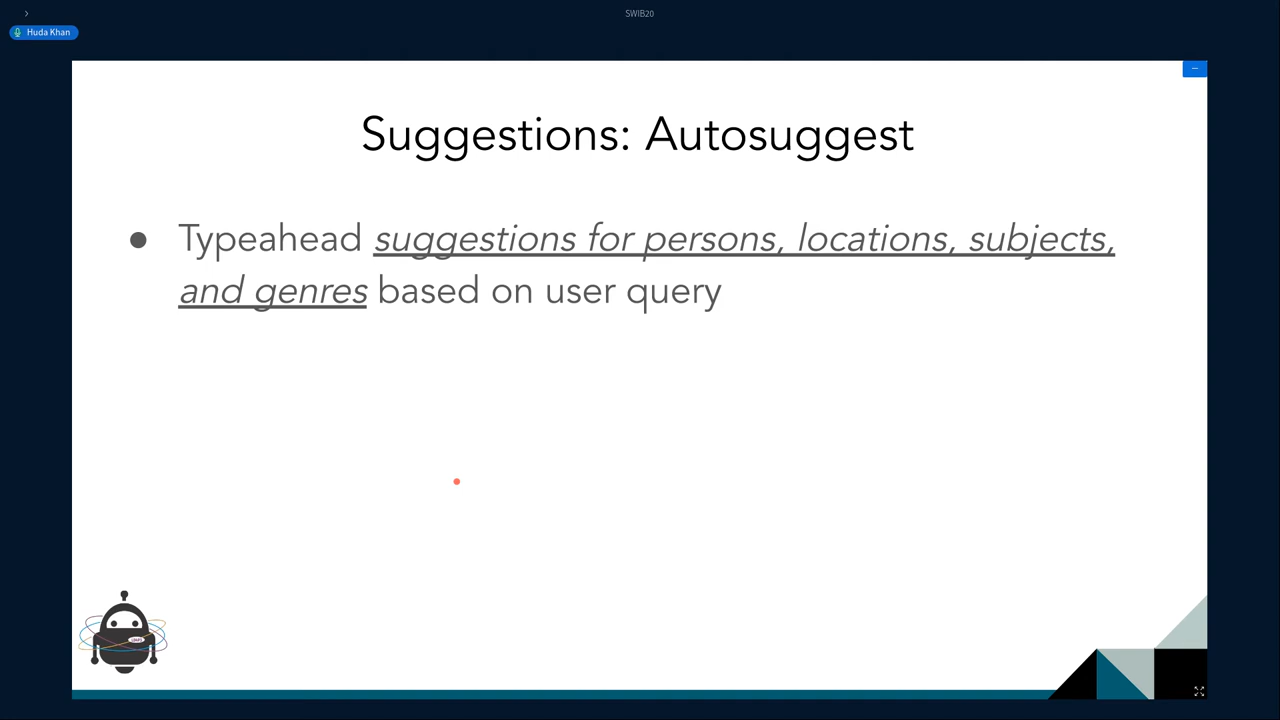 SWIB20
Huda Khan
Suggestions: Autosuggest
● Typeahead suggestions for persons, locations, subjects,
and genres based on user query